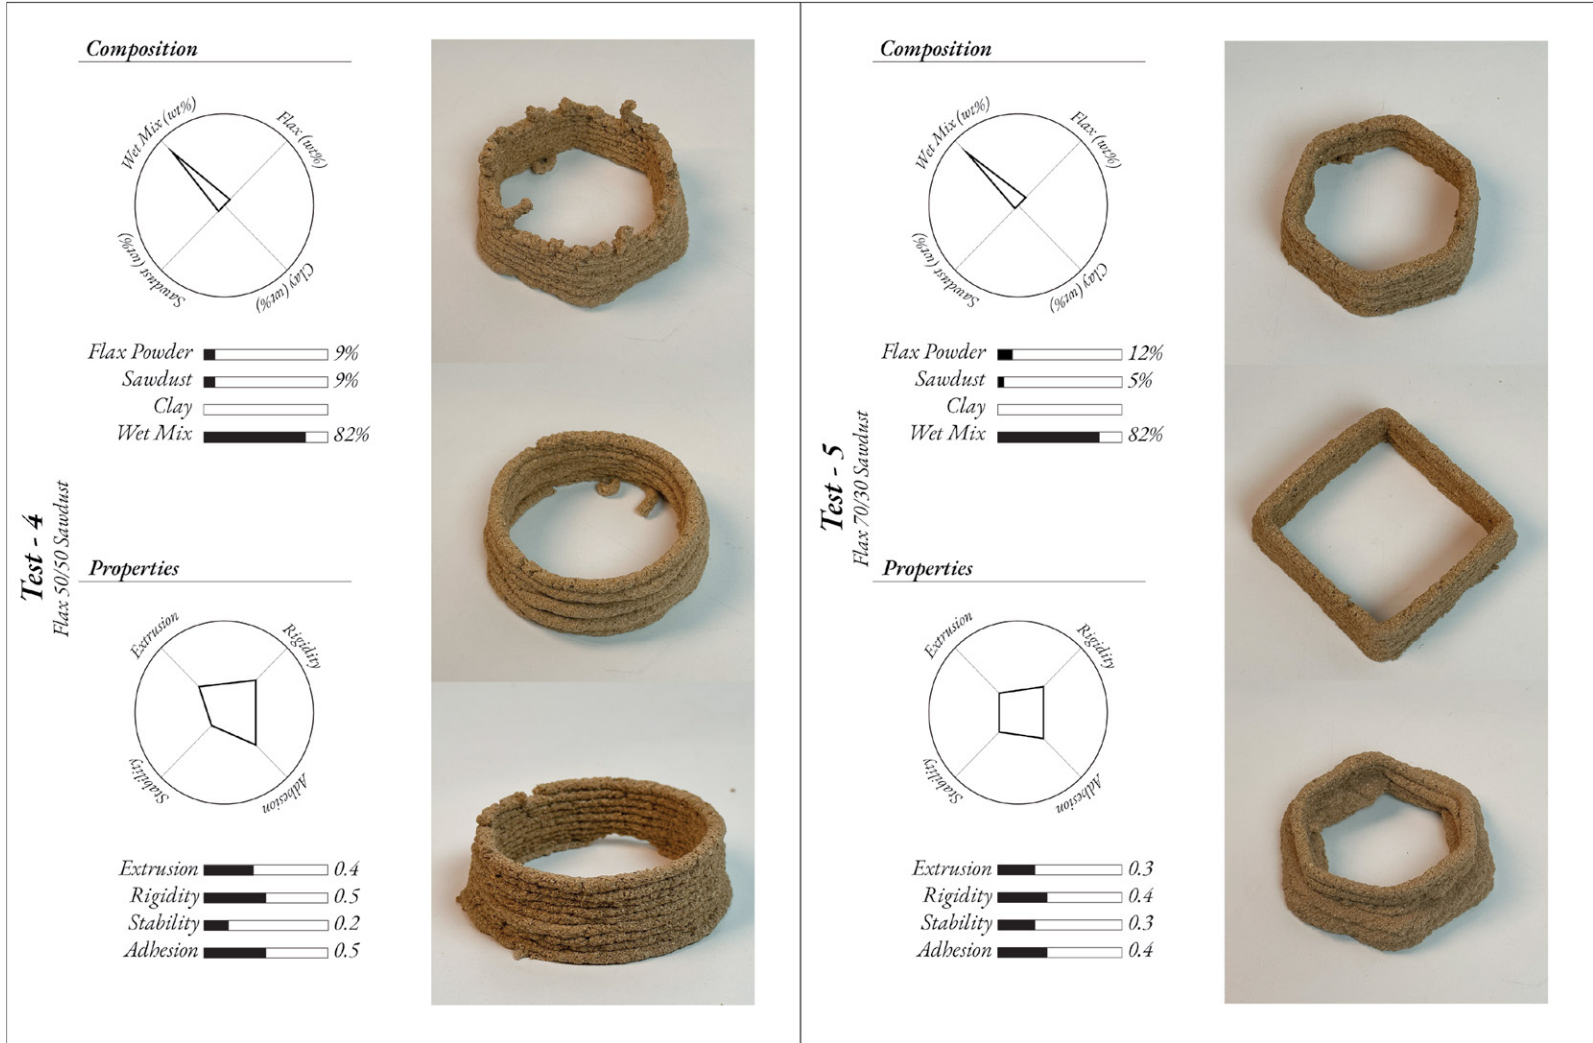 Test - 4
Flax 50/50 Sawdust
Composition
Wet Mix (wt%)
Flax (wt%)
Sawdust (wt%)
Clay (wt%)
Flax Powder 9%
Sawdust 9%
Clay
Wet Mix 82%
Properties
Extrusion
Rigidity
Stability
Adhesion
Extrusion 0.4
Rigidity 0.5
Stability 0.2
Adhesion 0.5
Test - 5
Flax 70/30 Sawdust
Composition
Wet Mix (wt%)
Flax (wt%)
Sawdust (wt%)
Clay (wt%)
Flax Powder 12%
Sawdust 5%
Clay
Wet Mix 82%
Properties
Extrusion
Rigidity
Stability
Adhesion
Extrusion 0.3
Rigidity 0.4
Stability 0.3
Adhesion 0.4